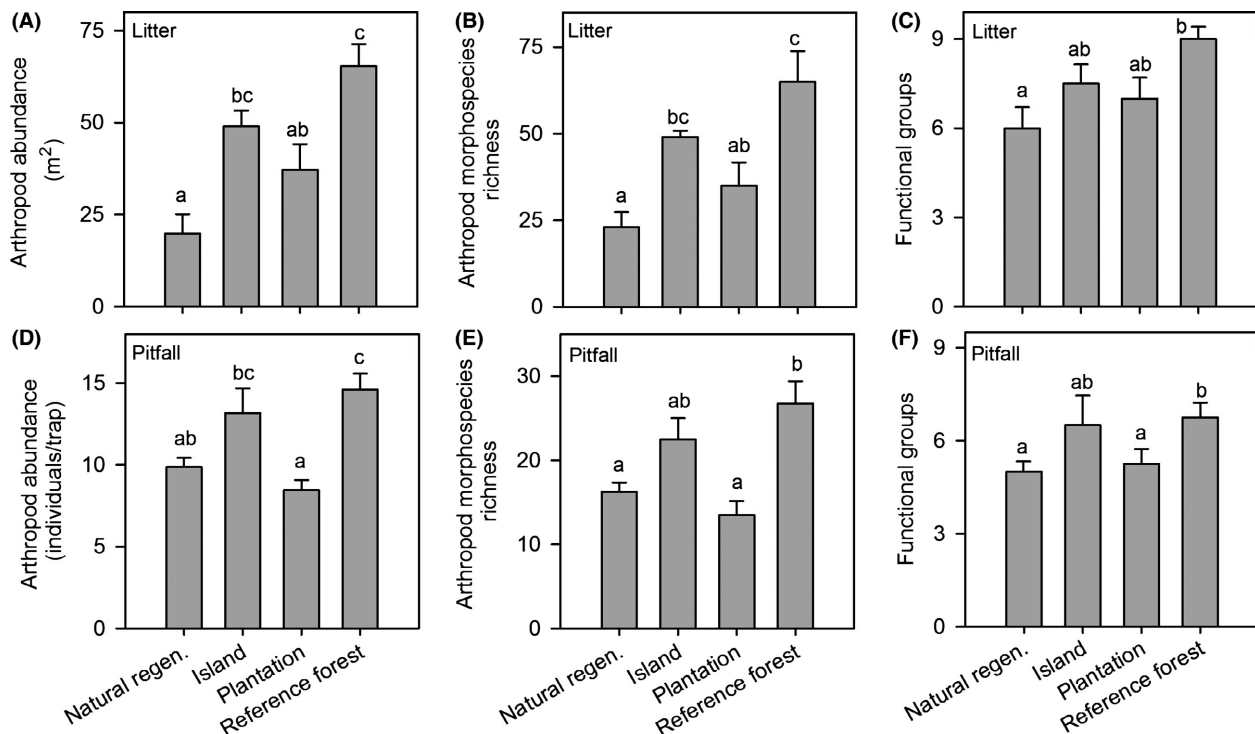 (A)
Litter
Arthropod abundance
(m²)
75
50
25
0
a
bc
ab
c
(B)
Litter
Arthropod morphospecies
richness
75
50
25
0
a
bc
ab
c
(C)
Litter
Functional groups
9
6
3
0
a
ab
ab
b
(D)
Pitfall
Arthropod abundance
(individuals/trap)
15
10
5
0
ab
bc
a
c
Natural regen.
Island
Plantation
Reference forest
(E)
Pitfall
Arthropod morphospecies
richness
30
20
10
0
a
ab
a
b
Natural regen.
Island
Plantation
Reference forest
(F)
Pitfall
Functional groups
9
6
3
0
a
ab
a
b
Natural regen.
Island
Plantation
Reference forest